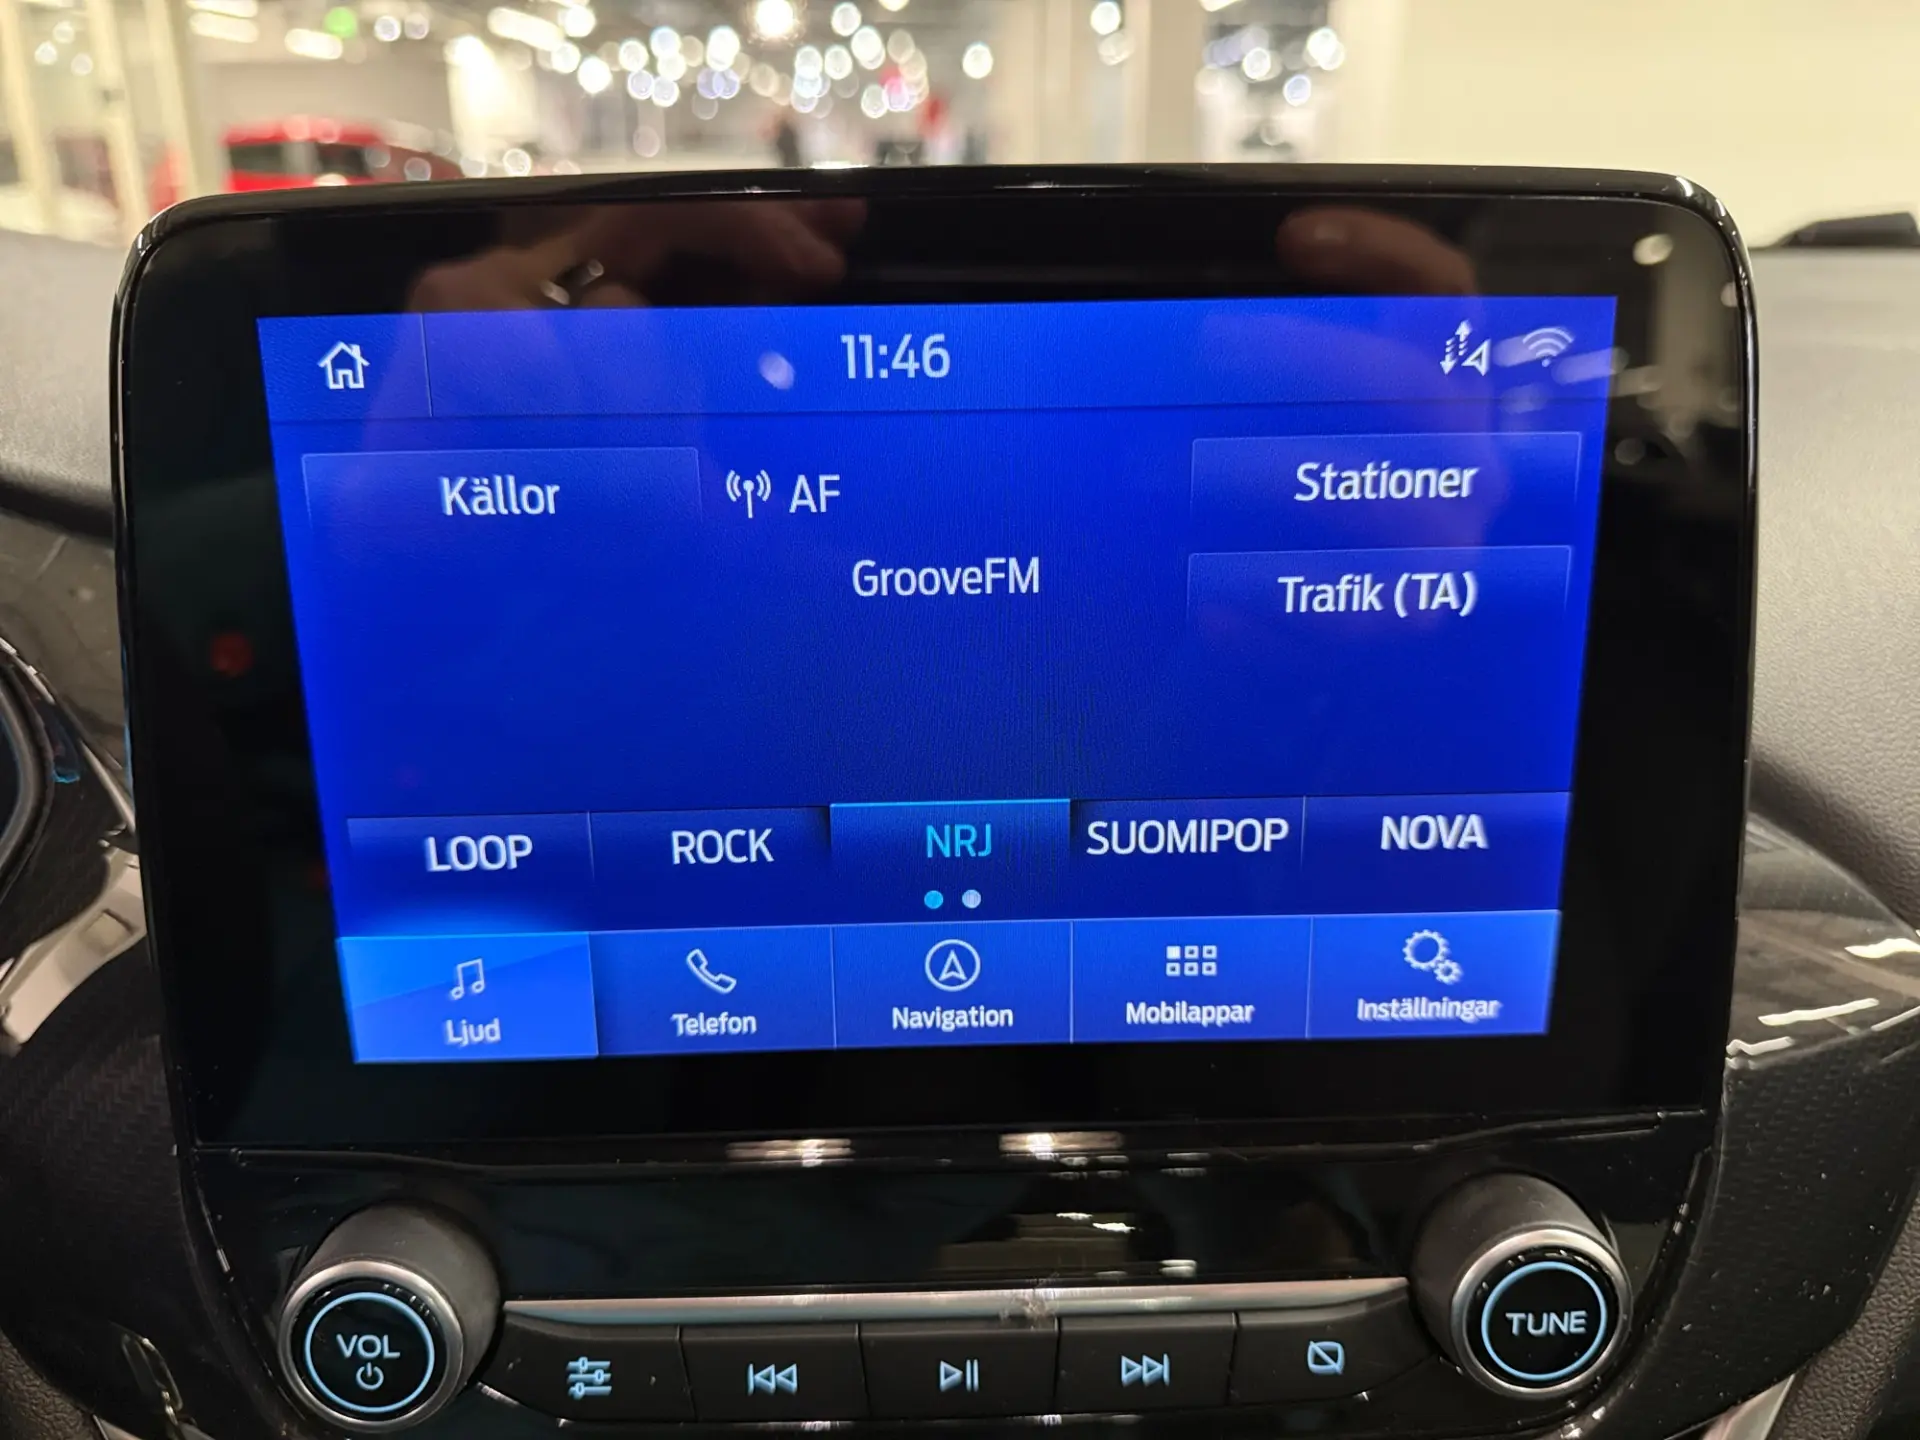 11:46
Källor
AF
Stationer
GrooveFM
Trafik (TA)
LOOP
ROCK
NRJ
SUOMIPOP
NOVA
Ljud
Telefon
Navigation
Mobilappar
Inställningar
VOL
TUNE